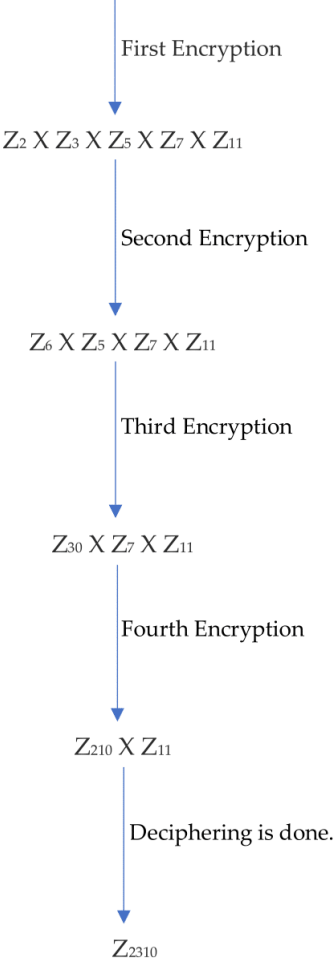 First Encryption
Z₂ X Z₃ X Z₅ X Z₇ X Z₁₁
Second Encryption
Z₆ X Z₅ X Z₇ X Z₁₁
Third Encryption
Z₃₀ X Z₇ X Z₁₁
Fourth Encryption
Z₂₁₀ X Z₁₁
Deciphering is done.
Z₂₃₁₀